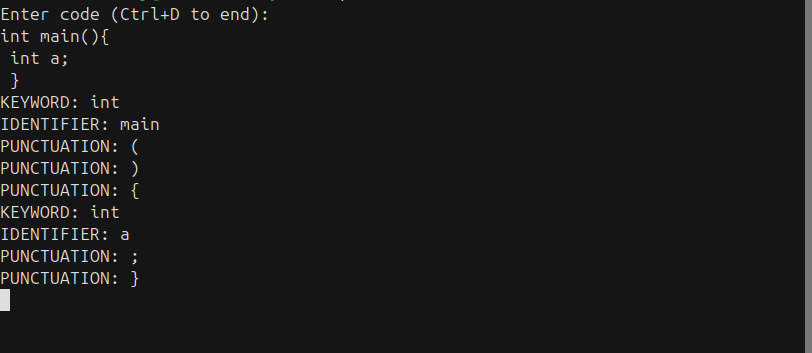 Enter code (Ctrl+D to end):
int main(){
 int a;
 }
KEYWORD: int
IDENTIFIER: main
PUNCTUATION: (
PUNCTUATION: )
PUNCTUATION: {
KEYWORD: int
IDENTIFIER: a
PUNCTUATION: ;
PUNCTUATION: }